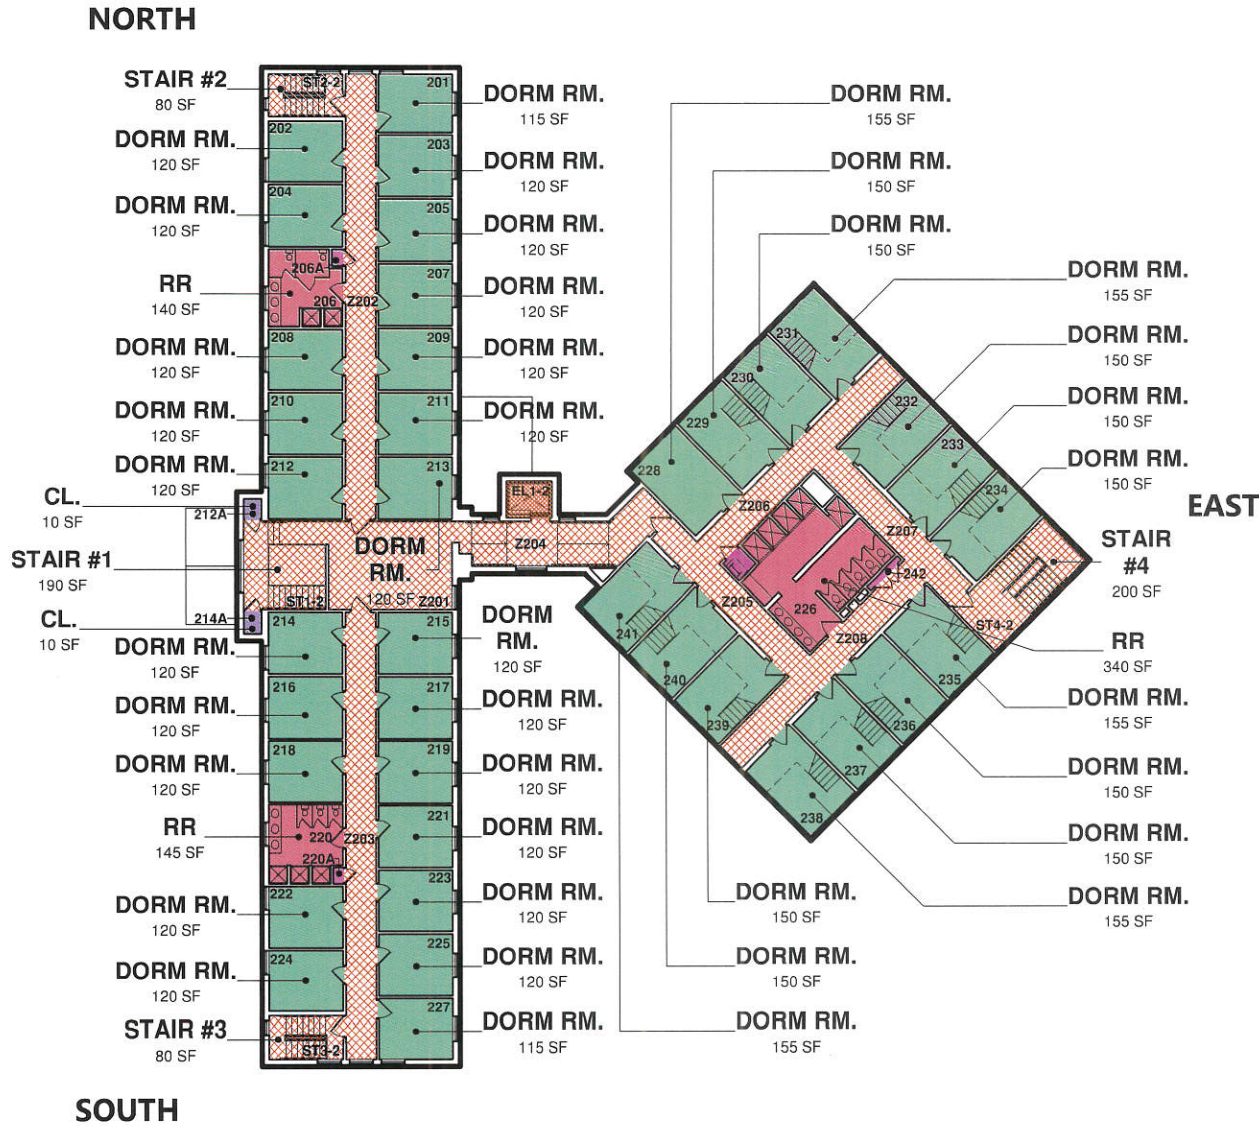 NORTH
STAIR #2
80 SF
DORM RM.
120 SF
DORM RM.
120 SF
RR
140 SF
DORM RM.
120 SF
DORM RM.
120 SF
DORM RM.
120 SF
CL.
10 SF
STAIR #1
190 SF
CL.
10 SF
DORM RM.
120 SF
DORM RM.
120 SF
DORM RM.
120 SF
RR
145 SF
DORM RM.
120 SF
DORM RM.
120 SF
STAIR #3
80 SF
SOUTH
ST2-2
201
202
203
204
205
206A
207
206
Z202
208
209
210
211
212
213
212A
DORM
RM.
120 SF
ST1-2
Z201
214A
214
215
216
217
218
219
220
Z203
221
220A
222
223
224
225
227
ST3-2
EL1-2
Z204
DORM RM.
115 SF
DORM RM.
120 SF
DORM RM.
120 SF
DORM RM.
120 SF
DORM RM.
120 SF
DORM RM.
120 SF
DORM
RM.
120 SF
DORM RM.
120 SF
DORM RM.
120 SF
DORM RM.
120 SF
DORM RM.
120 SF
DORM RM.
120 SF
DORM RM.
115 SF
DORM RM.
155 SF
DORM RM.
150 SF
DORM RM.
150 SF
231
230
229
228
232
233
234
Z206
Z207
Z205
Z208
226
242
ST4-2
241
240
239
235
236
237
238
DORM RM.
150 SF
DORM RM.
150 SF
DORM RM.
155 SF
DORM RM.
155 SF
DORM RM.
150 SF
DORM RM.
150 SF
DORM RM.
150 SF
EAST
STAIR
#4
200 SF
RR
340 SF
DORM RM.
155 SF
DORM RM.
150 SF
DORM RM.
150 SF
DORM RM.
155 SF